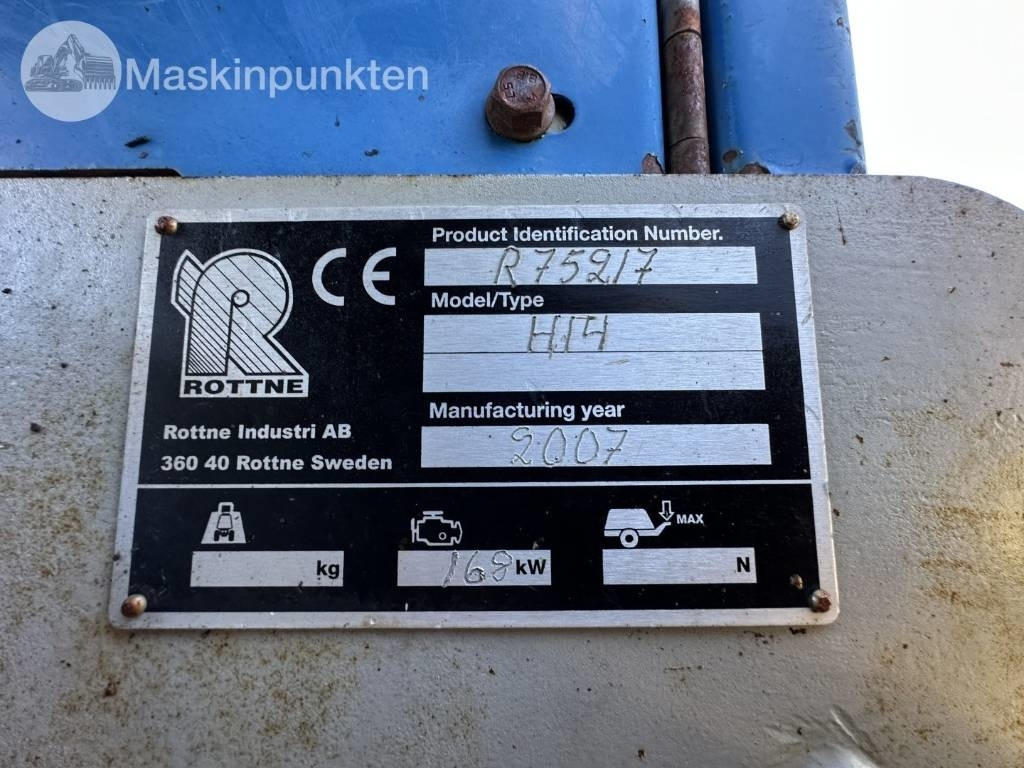 Maskinpunkten
Product Identification Number.
R75217
Model/Type
H14
Manufacturing year
2007
CE
ROTTNE
Rottne Industri AB
360 40 Rottne Sweden
kg
168 kW
MAX
N